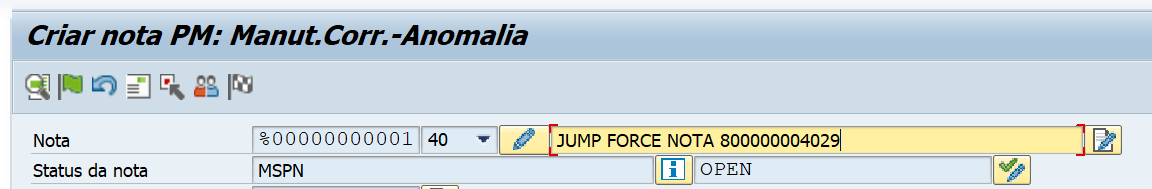 Criar nota PM: Manut.Corr.-Anomalia
Nota %00000000001 40 JUMP FORCE NOTA 800000004029
Status da nota MSPN OPEN